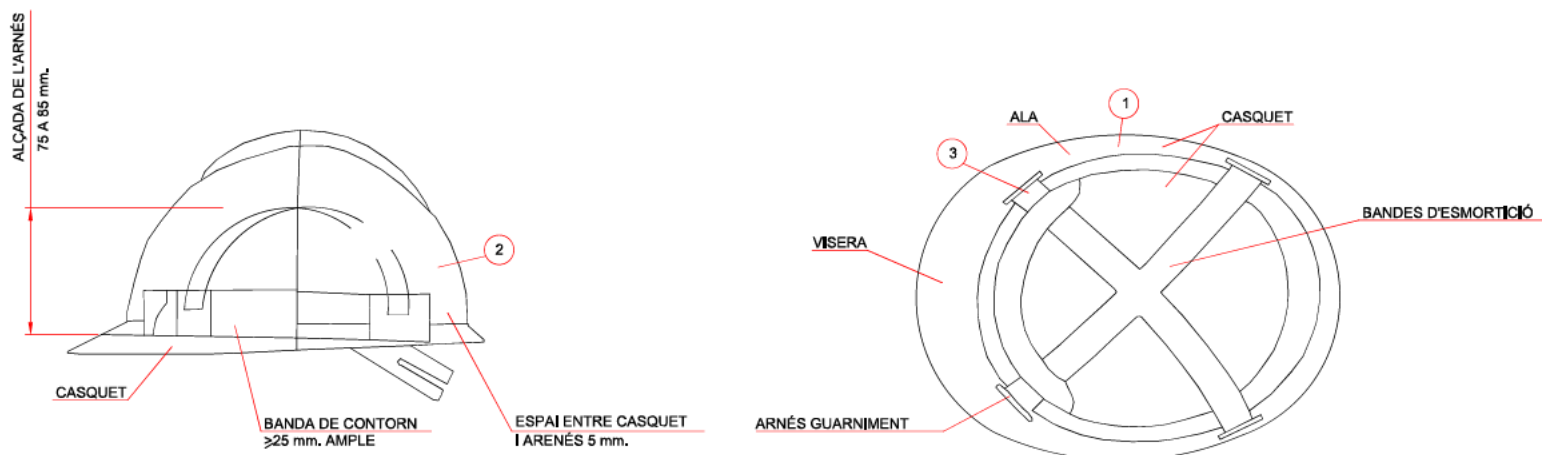 ALÇADA DE L'ARNÉS
75 A 85 mm.
2
CASQUET
BANDA DE CONTORN
≥25 mm. AMPLE
ESPAI ENTRE CASQUET
I ARENÉS 5 mm.
1
ALA
CASQUET
3
BANDES D'ESMORTICIÓ
VISERA
ARNÉS GUARNIMENT